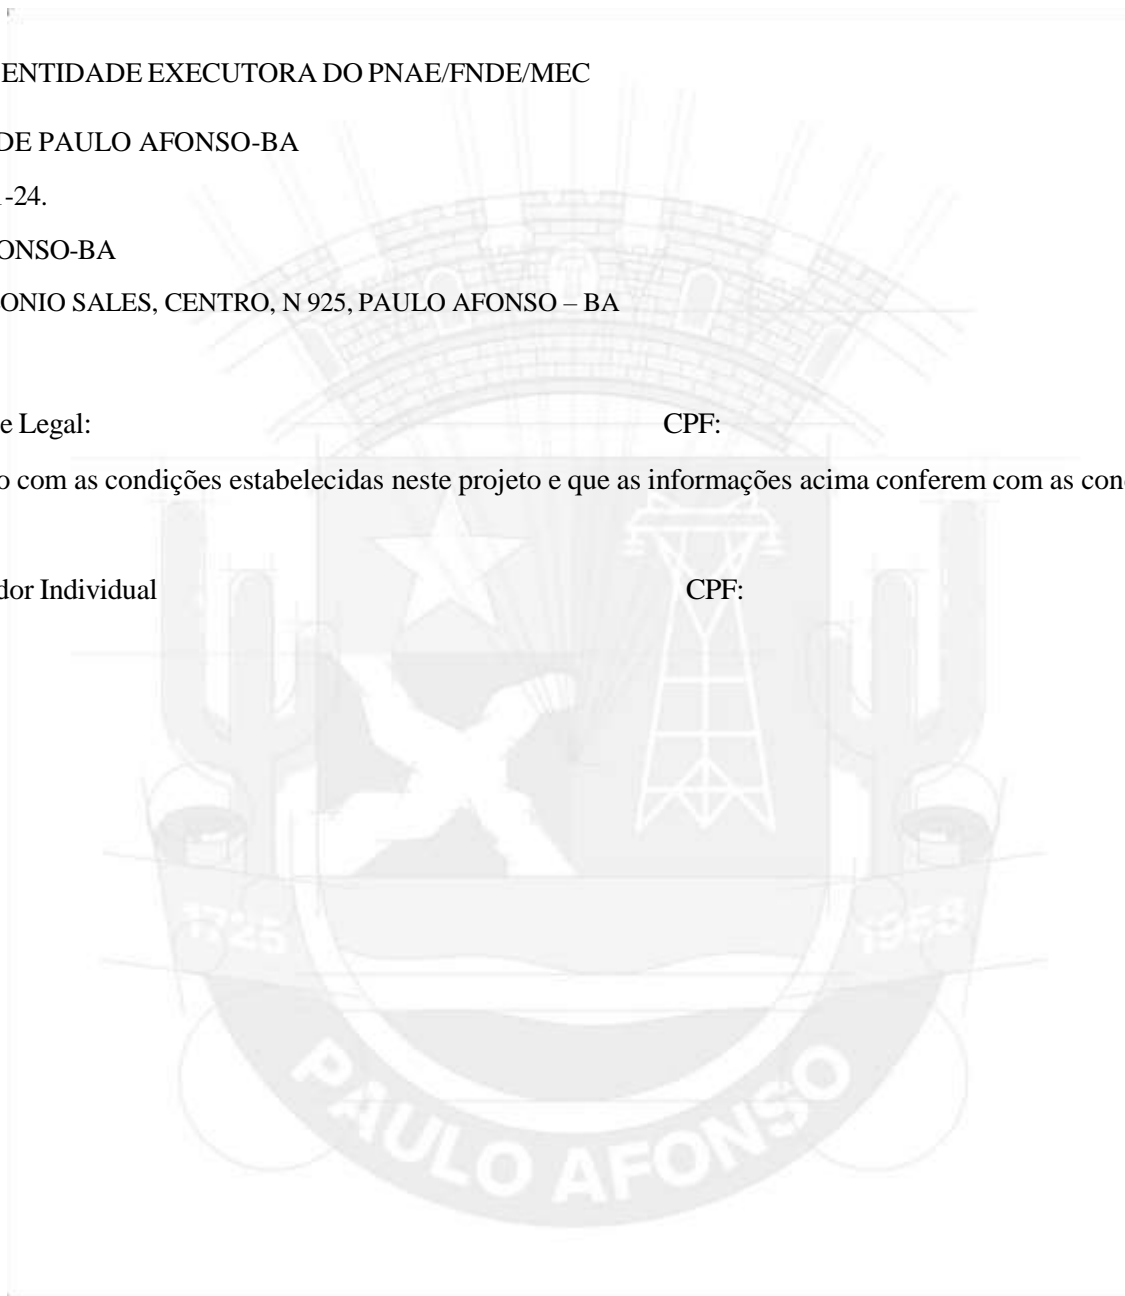 ENTIDADE EXECUTORA DO PNAE/FNDE/MEC
DE PAULO AFONSO-BA
-24.
ONSO-BA
ONIO SALES, CENTRO, N 925, PAULO AFONSO – BA
e Legal: CPF:
o com as condições estabelecidas neste projeto e que as informações acima conferem com as con
dor Individual CPF:
1725 1958
PAULO AFONSO